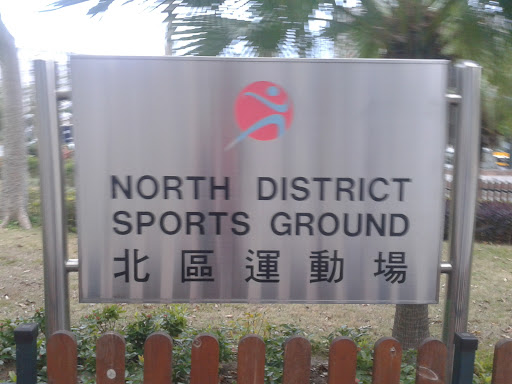 NORTH DISTRICT
SPORTS GROUND
北區運動場